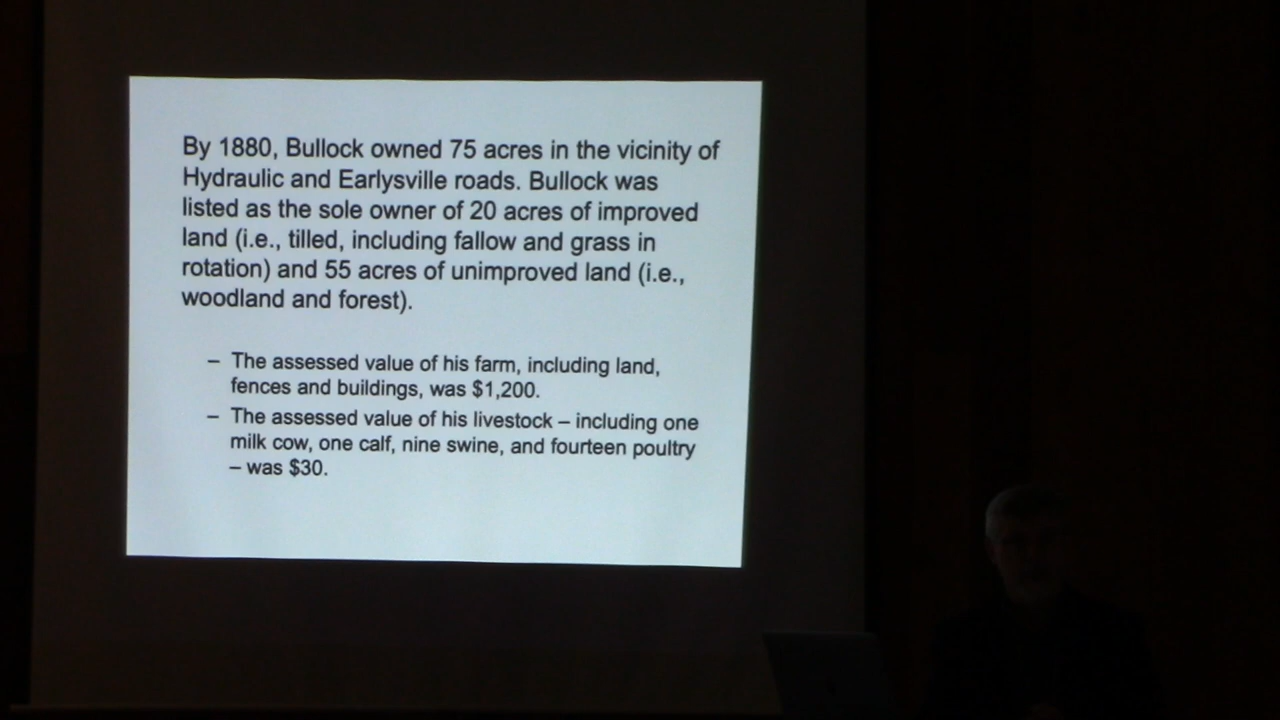 By 1880, Bullock owned 75 acres in the vicinity of
Hydraulic and Earlysville roads. Bullock was
listed as the sole owner of 20 acres of improved
land (i.e., tilled, including fallow and grass in
rotation) and 55 acres of unimproved land (i.e.,
woodland and forest).
– The assessed value of his farm, including land,
fences and buildings, was $1,200.
– The assessed value of his livestock – including one
milk cow, one calf, nine swine, and fourteen poultry
– was $30.